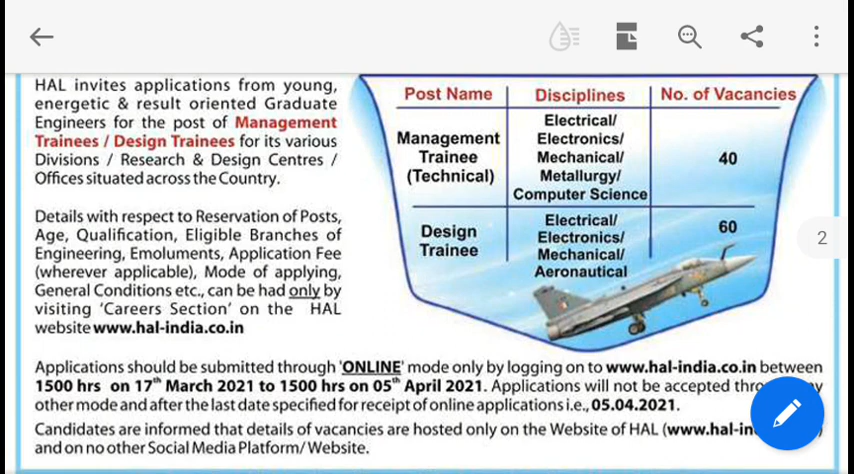 HAL invites applications from young,
energetic & result oriented Graduate
Engineers for the post of Management
Trainees / Design Trainees for its various
Divisions / Research & Design Centres /
Offices situated across the Country.
Details with respect to Reservation of Posts,
Age, Qualification, Eligible Branches of
Engineering, Emoluments, Application Fee
(wherever applicable), Mode of applying,
General Conditions etc., can be had only by
visiting 'Careers Section' on the HAL
website www.hal-india.co.in
Post Name Disciplines No. of Vacancies
Management
Trainee
(Technical)
Electrical/
Electronics/
Mechanical/
Metallurgy/
Computer Science
40
Design
Trainee
Electrical/
Electronics/
Mechanical/
Aeronautical
60
2
Applications should be submitted through 'ONLINE' mode only by logging on to www.hal-india.co.in between
1500 hrs on 17th March 2021 to 1500 hrs on 05th April 2021. Applications will not be accepted
other mode and after the last date specified for receipt of online applications i.e., 05.04.2021.
Candidates are informed that details of vacancies are hosted only on the Website of HAL
and on no other Social Media Platform/Website.